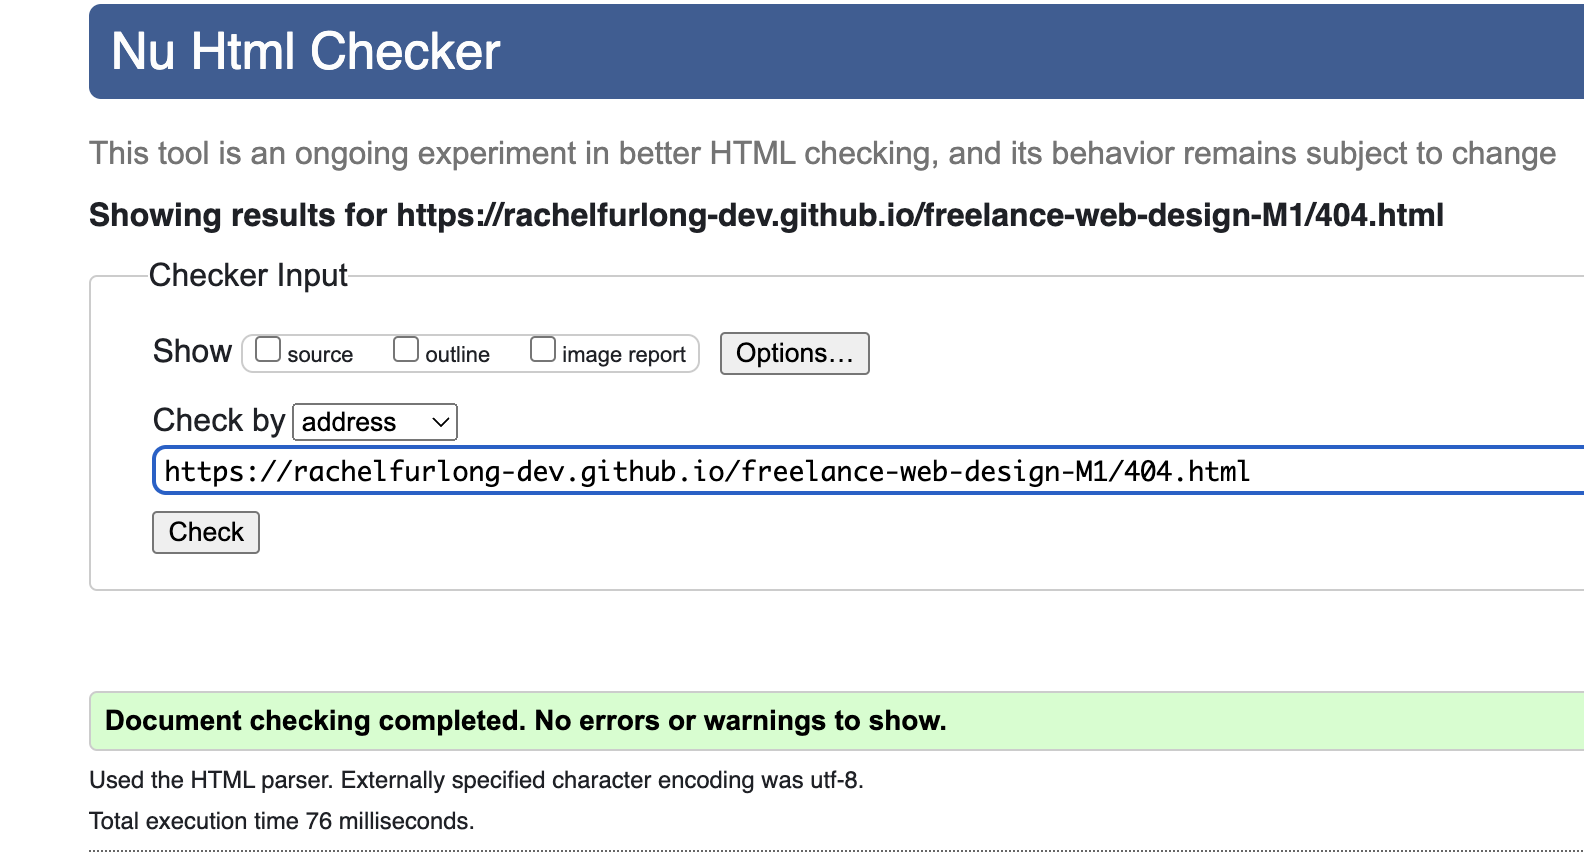 Nu Html Checker
This tool is an ongoing experiment in better HTML checking, and its behavior remains subject to change
Showing results for https://rachelfurlong-dev.github.io/freelance-web-design-M1/404.html
Checker Input
Show source outline image report Options…
Check by address
https://rachelfurlong-dev.github.io/freelance-web-design-M1/404.html
Check
Document checking completed. No errors or warnings to show.
Used the HTML parser. Externally specified character encoding was utf-8.
Total execution time 76 milliseconds.